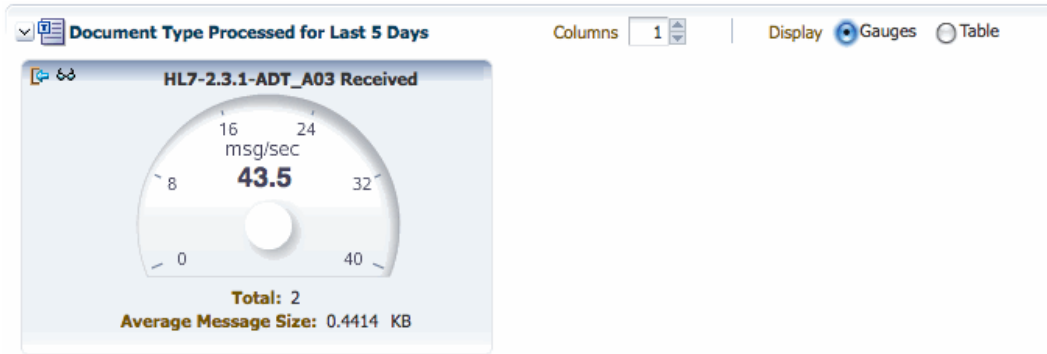 Document Type Processed for Last 5 Days Columns 1 Display Gauges Table
HL7-2.3.1-ADT_A03 Received
16 24
msg/sec
43.5
8 32
0 40
Total: 2
Average Message Size: 0.4414 KB